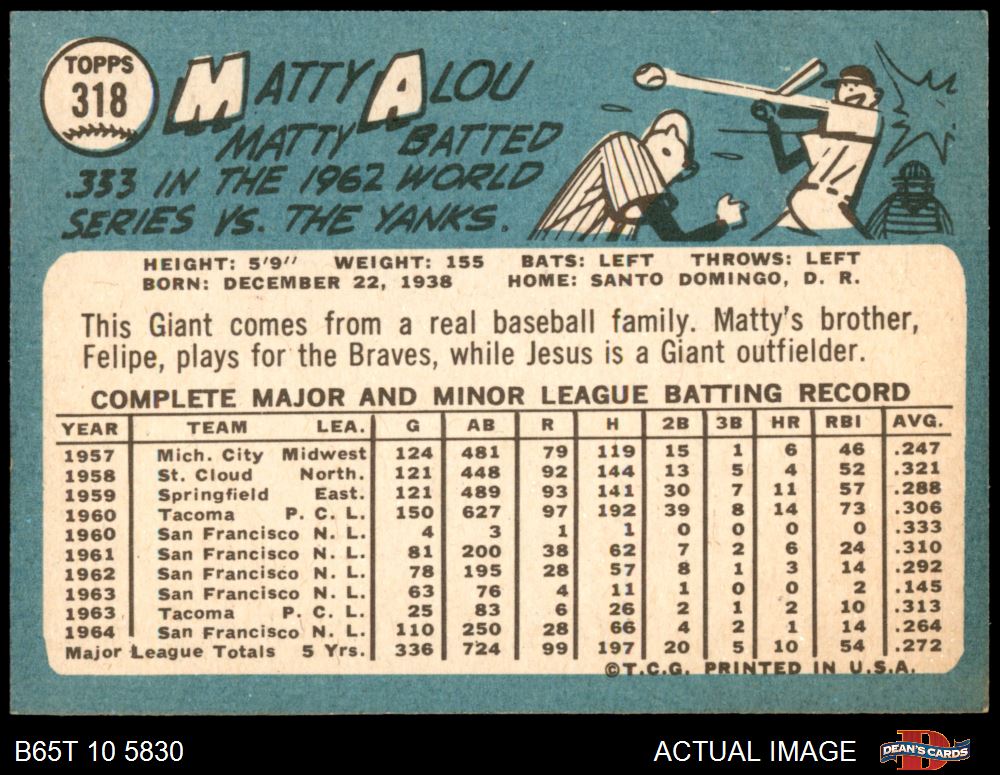 TOPPS
318
MATTY ALOU
MATTY BATTED
.333 IN THE 1962 WORLD
SERIES VS. THE YANKS.
HEIGHT: 5'9" WEIGHT: 155 BATS: LEFT THROWS: LEFT
BORN: DECEMBER 22, 1938 HOME: SANTO DOMINGO, D. R.
This Giant comes from a real baseball family. Matty's brother,
Felipe, plays for the Braves, while Jesus is a Giant outfielder.
COMPLETE MAJOR AND MINOR LEAGUE BATTING RECORD
YEAR TEAM LEA. G AB R H 2B 3B HR RBI AVG.
1957 Mich. City Midwest 124 481 79 119 15 1 6 46 .247
1958 St. Cloud North. 121 448 92 144 13 5 4 52 .321
1959 Springfield East. 121 489 93 141 30 7 11 57 .288
1960 Tacoma P. C. L. 150 627 97 192 39 8 14 73 .306
1960 San Francisco N. L. 4 3 1 1 0 0 0 0 .333
1961 San Francisco N. L. 81 200 38 62 7 2 6 24 .310
1962 San Francisco N. L. 78 195 28 57 8 1 3 14 .292
1963 San Francisco N. L. 63 76 4 11 1 0 0 2 .145
1963 Tacoma P. C. L. 25 83 6 26 2 1 2 10 .313
1964 San Francisco N. L. 110 250 28 66 4 2 1 14 .264
Major League Totals 5 Yrs. 336 724 99 197 20 5 10 54 .272
©T.C.G. PRINTED IN U.S.A.
B65T 10 5830 ACTUAL IMAGE DEAN'S CARDS